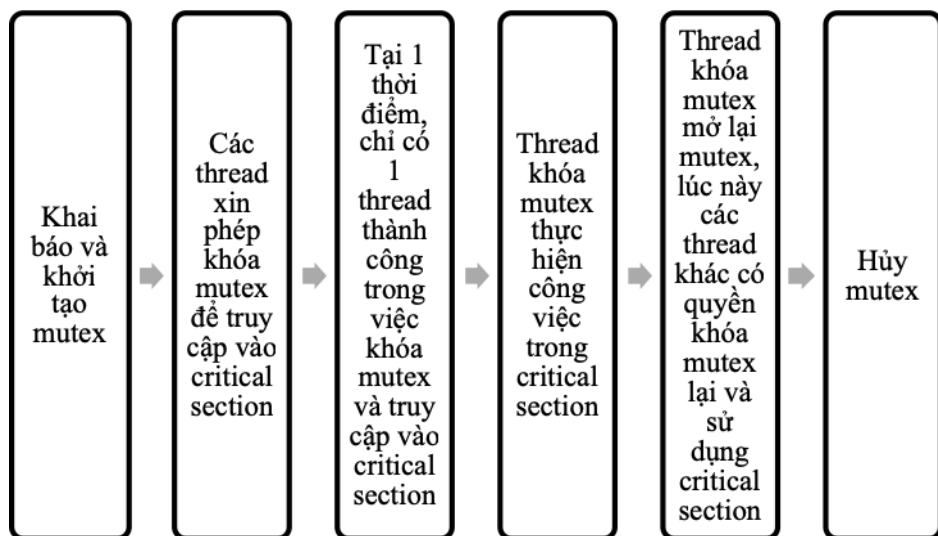 Khai
báo và
khởi
tạo
mutex
Các
thread
xin
phép
khóa
mutex
để truy
cập vào
critical
section
Tại 1
thời
điểm,
chỉ có
1
thread
thành
công
trong
việc
khóa
mutex
và truy
cập vào
critical
section
Thread
khóa
mutex
thực
hiện
công
việc
trong
critical
section
Thread
khóa
mutex
mở lại
mutex,
lúc này
các
thread
khác có
quyền
khóa
mutex
lại và
sử
dụng
critical
section
Hủy
mutex